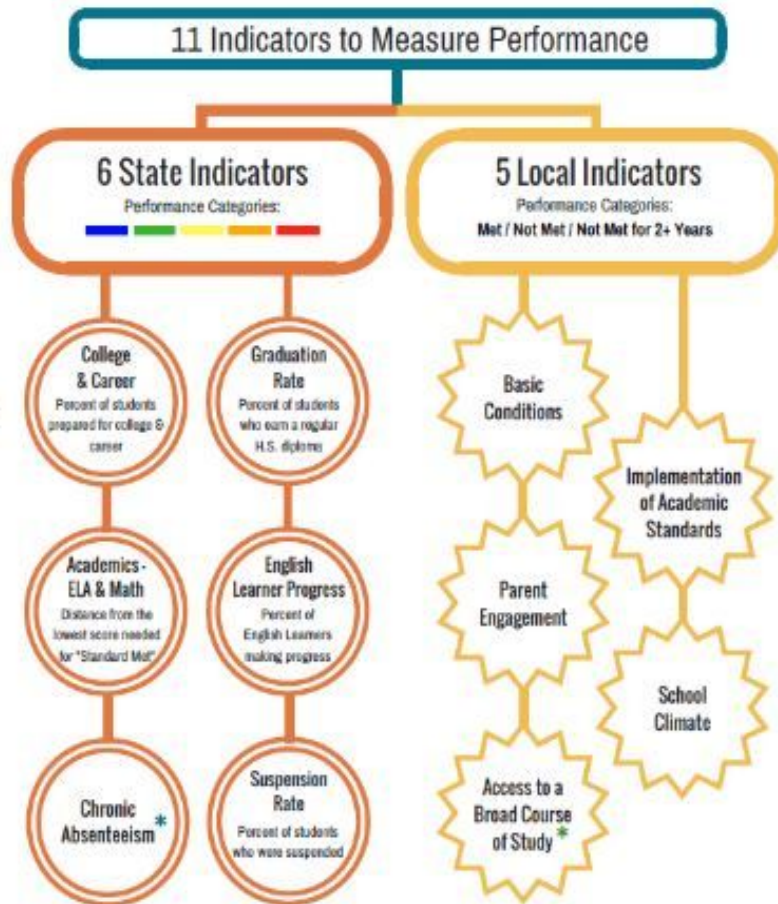 11 Indicators to Measure Performance
6 State Indicators
Performance Categories:
5 Local Indicators
Performance Categories:
Met / Not Met / Not Met for 2+ Years
College
& Career
Percent of students
prepared for college &
career
Graduation
Rate
Percent of students
who earn a regular
H.S. diploma
Academics -
ELA & Math
Distance from the
lowest score needed
for "Standard Met"
English
Learner Progress
Percent of
English Learners
making progress
Chronic
Absenteeism *
Suspension
Rate
Percent of students
who were suspended
Basic
Conditions
Implementation
of Academic
Standards
Parent
Engagement
School
Climate
Access to a
Broad Course
of Study *